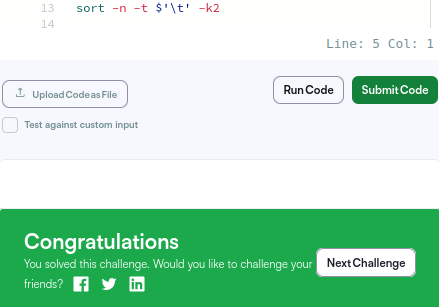 13 sort -n -t $'\t' -k2
14
Line: 5 Col: 1
Upload Code as File
Run Code
Submit Code
Test against custom input
Congratulations
You solved this challenge. Would you like to challenge your
friends?
Next Challenge